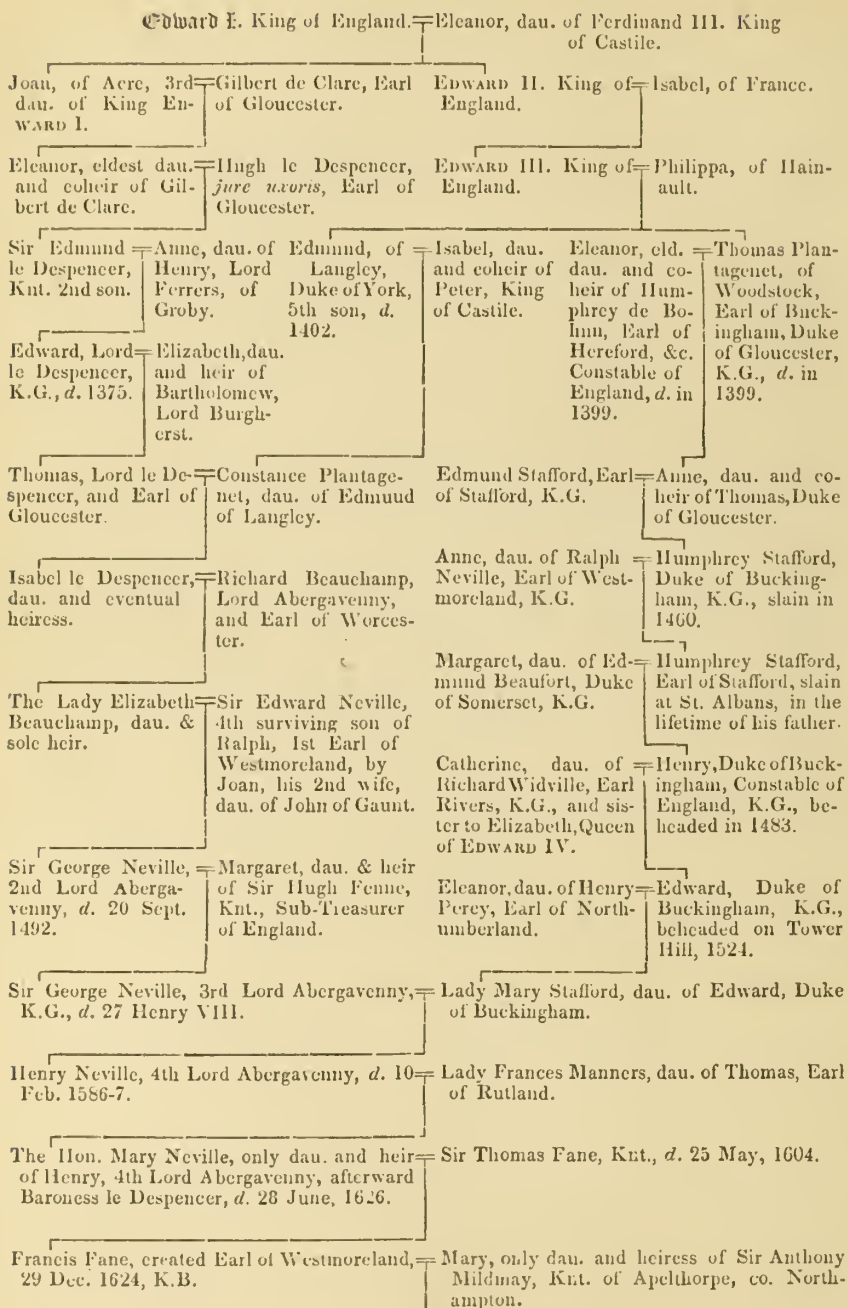 Edward I. King of England.=Eleanor, dau. of Ferdinand III. King
of Castile.
Joan, of Acre, 3rd
dau. of King En-
WARD I.
=Gilbert de Clare, Earl
of Gloucester.
EDWARD II. King of
England.
=Isabel, of France.
Eleanor, eldest dau.
and coheir of Gil-
bert de Clare.
=Hugh le Despencer,
jure uxoris, Earl of
Gloucester.
EDWARD III. King of
England.
=Philippa, of Hain-
ault.
Sir Edmund
le Despencer,
Knt. 2nd son.
=Anne, dau. of
Henry, Lord
Ferrers, of
Groby.
Edmund, of
Langley,
Duke of York,
5th son, d.
1402.
=Isabel, dau.
and coheir of
Peter, King
of Castile.
Eleanor, eld.
dau. and co-
heir of Hum-
phrey de Bo-
hun, Earl of
Hereford, &c.
Constable of
England, d. in
1399.
=Thomas Plan-
tagenet, of
Woodstock,
Earl of Buck-
ingham, Duke
of Gloucester,
K.G., d. in
1399.
Edward, Lord
le Despencer,
K.G., d. 1375.
=Elizabeth, dau.
and heir of
Bartholomew,
Lord Burgh-
erst.
Thomas, Lord le De-
spencer, and Earl of
Gloucester.
=Constance Plantage-
net, dau. of Edmund
of Langley.
Edmund Stafford, Earl
of Stafford, K.G.
=Anne, dau. and co-
heir of Thomas, Duke
of Gloucester.
Isabel le Despencer,
dau. and eventual
heiress.
=Richard Beauchamp,
Lord Abergavenny,
and Earl of Worces-
ter.
Anne, dau. of Ralph
Neville, Earl of West-
moreland, K.G.
=Humphrey Stafford,
Duke of Bucking-
ham, K.G., slain in
1460.
Margaret, dau. of Ed-
mund Beaufort, Duke
of Somerset, K.G.
=Humphrey Stafford,
Earl of Stafford, slain
at St. Albans, in the
lifetime of his father.
The Lady Elizabeth
Beauchamp, dau. &
sole heir.
=Sir Edward Neville,
4th surviving son of
Ralph, 1st Earl of
Westmoreland, by
Joan, his 2nd wife,
dau. of John of Gaunt.
Catherine, dau. of
Richard Widville, Earl
Rivers, K.G., and sis-
ter to Elizabeth, Queen
of EDWARD IV.
=Henry, Duke of Buck-
ingham, Constable of
England, K.G., be-
headed in 1483.
Sir George Neville,
2nd Lord Aberga-
venny, d. 20 Sept.
1492.
=Margaret, dau. & heir
of Sir Hugh Fenne,
Knt., Sub-Treasurer
of England.
Eleanor, dau. of Henry
Percy, Earl of North-
umberland.
=Edward, Duke of
Buckingham, K.G.,
beheaded on Tower
Hill, 1524.
Sir George Neville, 3rd Lord Abergavenny,
K.G., d. 27 Henry VIII.
=Lady Mary Stafford, dau. of Edward, Duke
of Buckingham.
Henry Neville, 4th Lord Abergavenny, d. 10
Feb. 1586-7.
=Lady Frances Manners, dau. of Thomas, Earl
of Rutland.
The Hon. Mary Neville, only dau. and heir
of Henry, 4th Lord Abergavenny, afterward
Baroness le Despencer, d. 28 June, 1626.
=Sir Thomas Fane, Knt., d. 25 May, 1604.
Francis Fane, created Earl of Westmoreland,
29 Dec. 1624, K.B.
=Mary, only dau. and heiress of Sir Anthony
Mildmay, Knt. of Apelthorpe, co. North-
ampton.